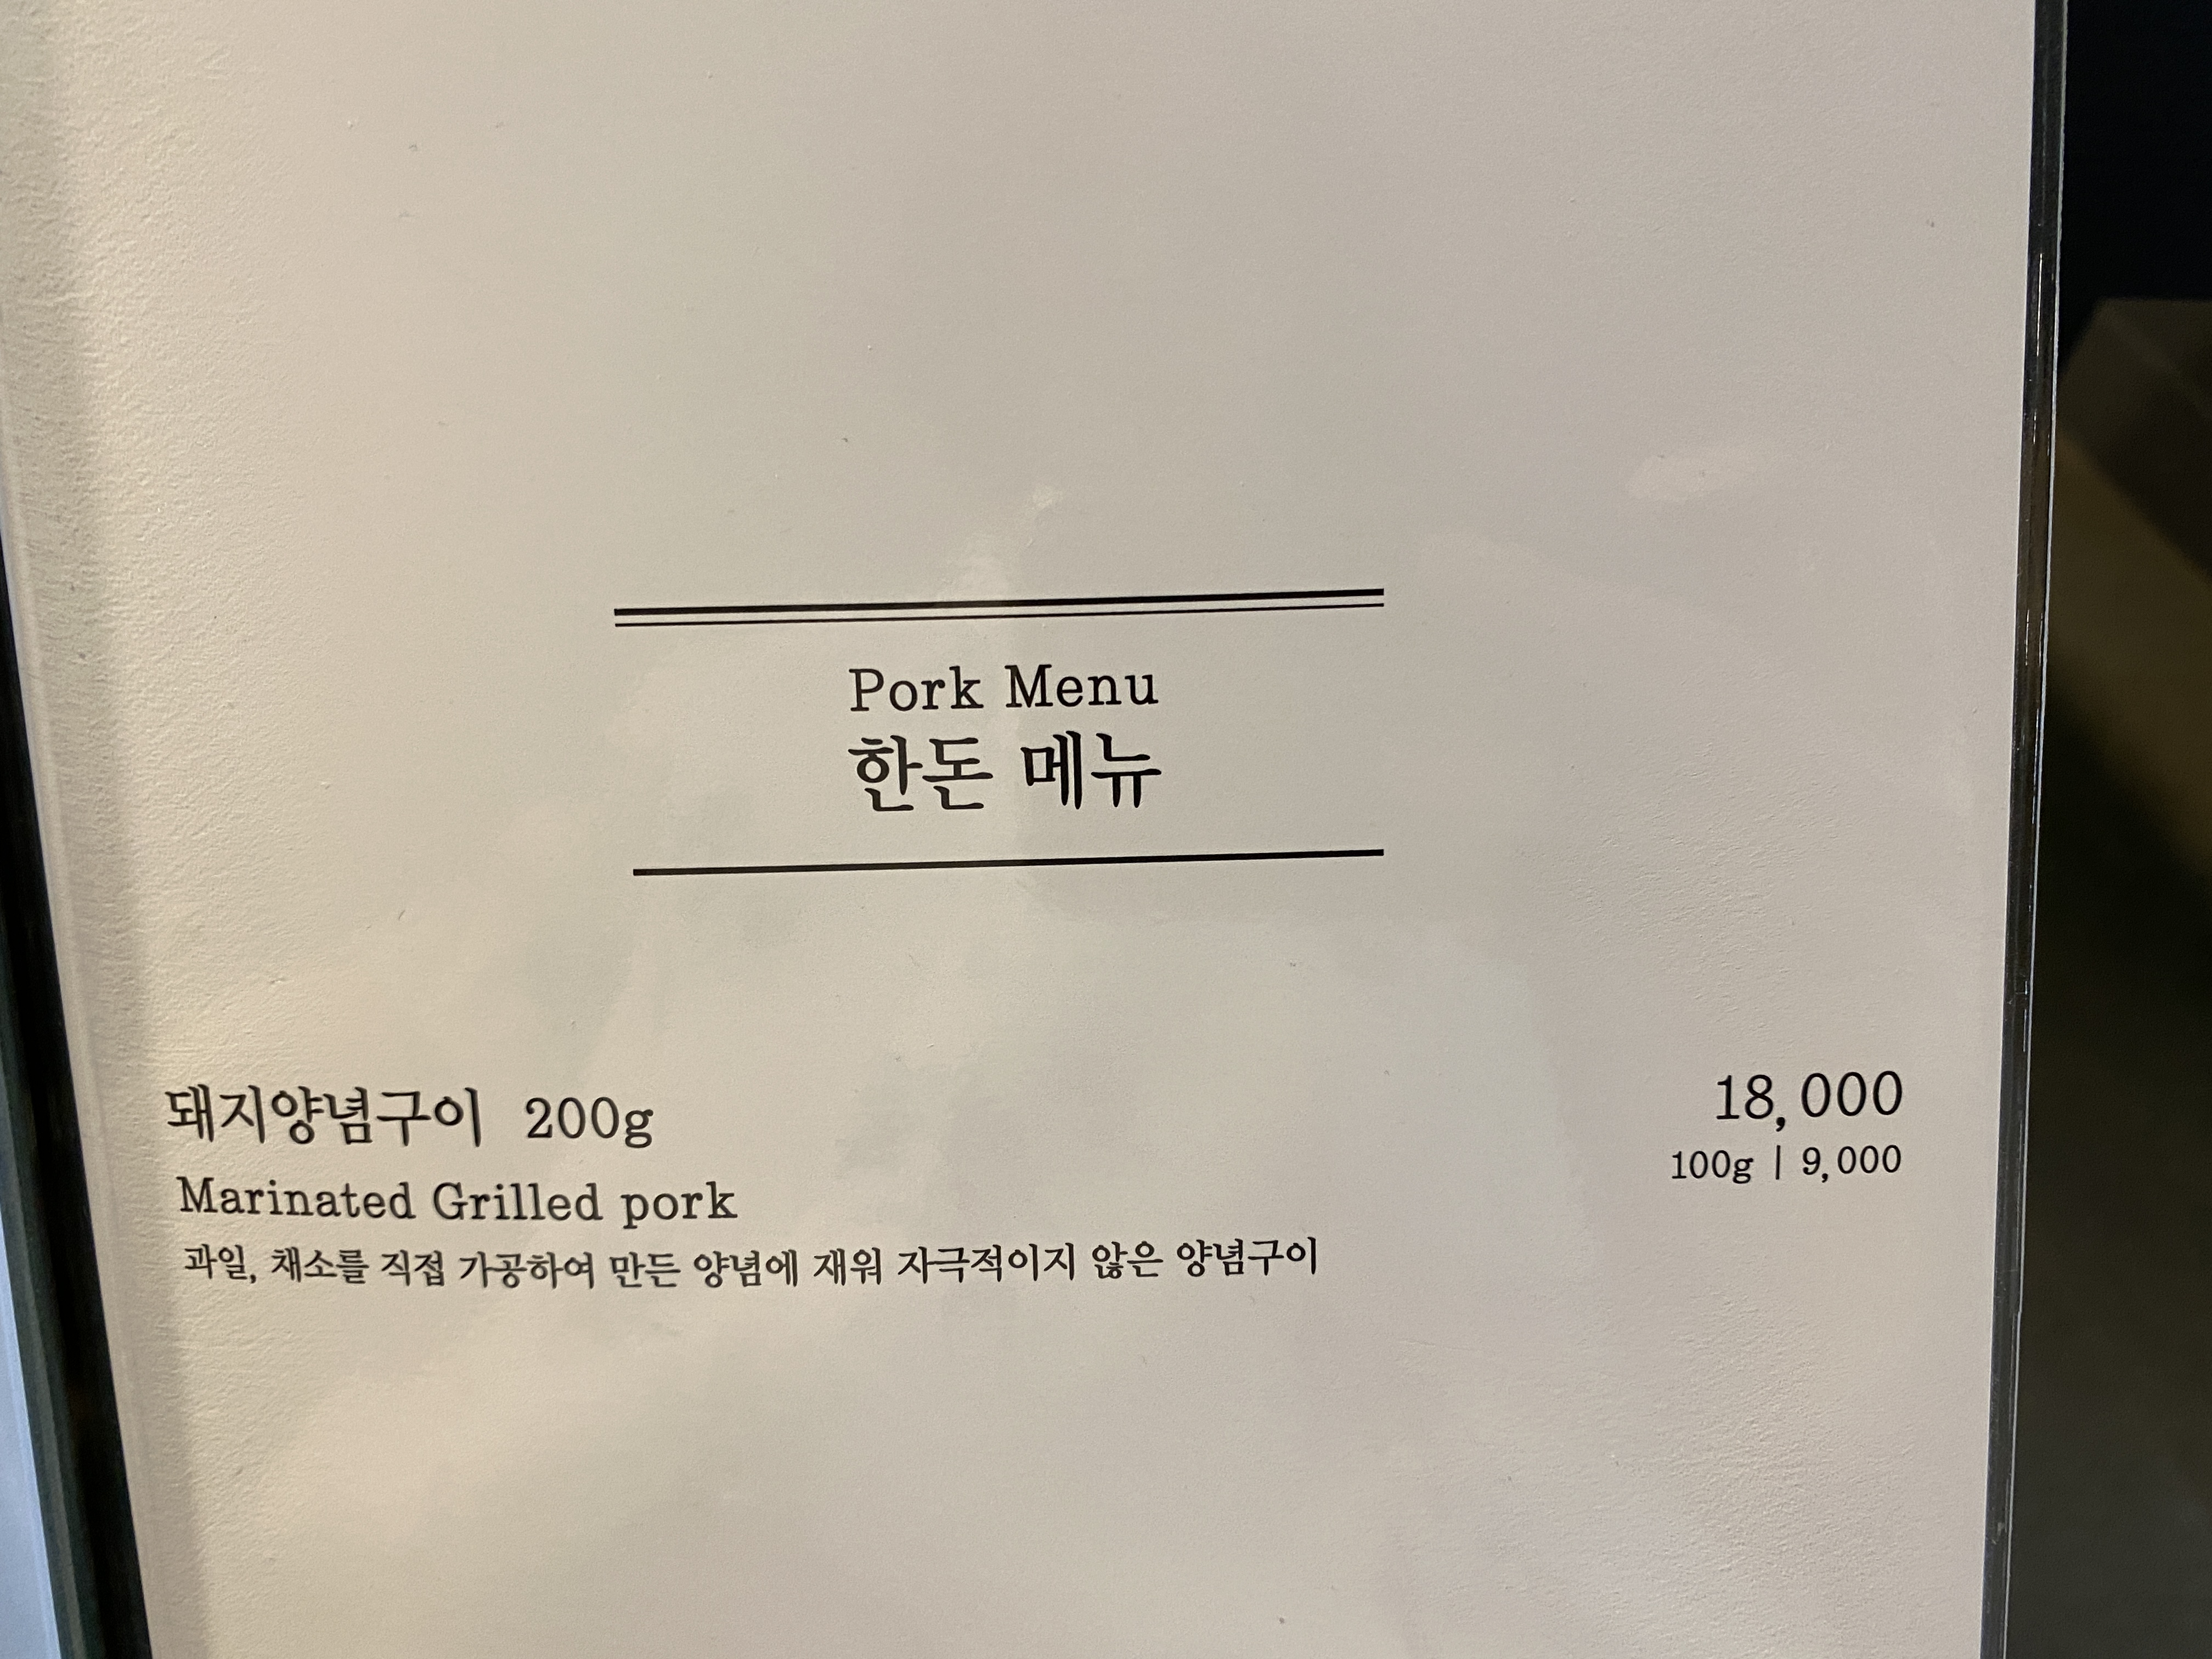 Pork Menu
한돈 메뉴
돼지양념구이 200g
18,000
100g | 9,000
Marinated Grilled pork
과일, 채소를 직접 가공하여 만든 양념에 재워 자극적이지 않은 양념구이